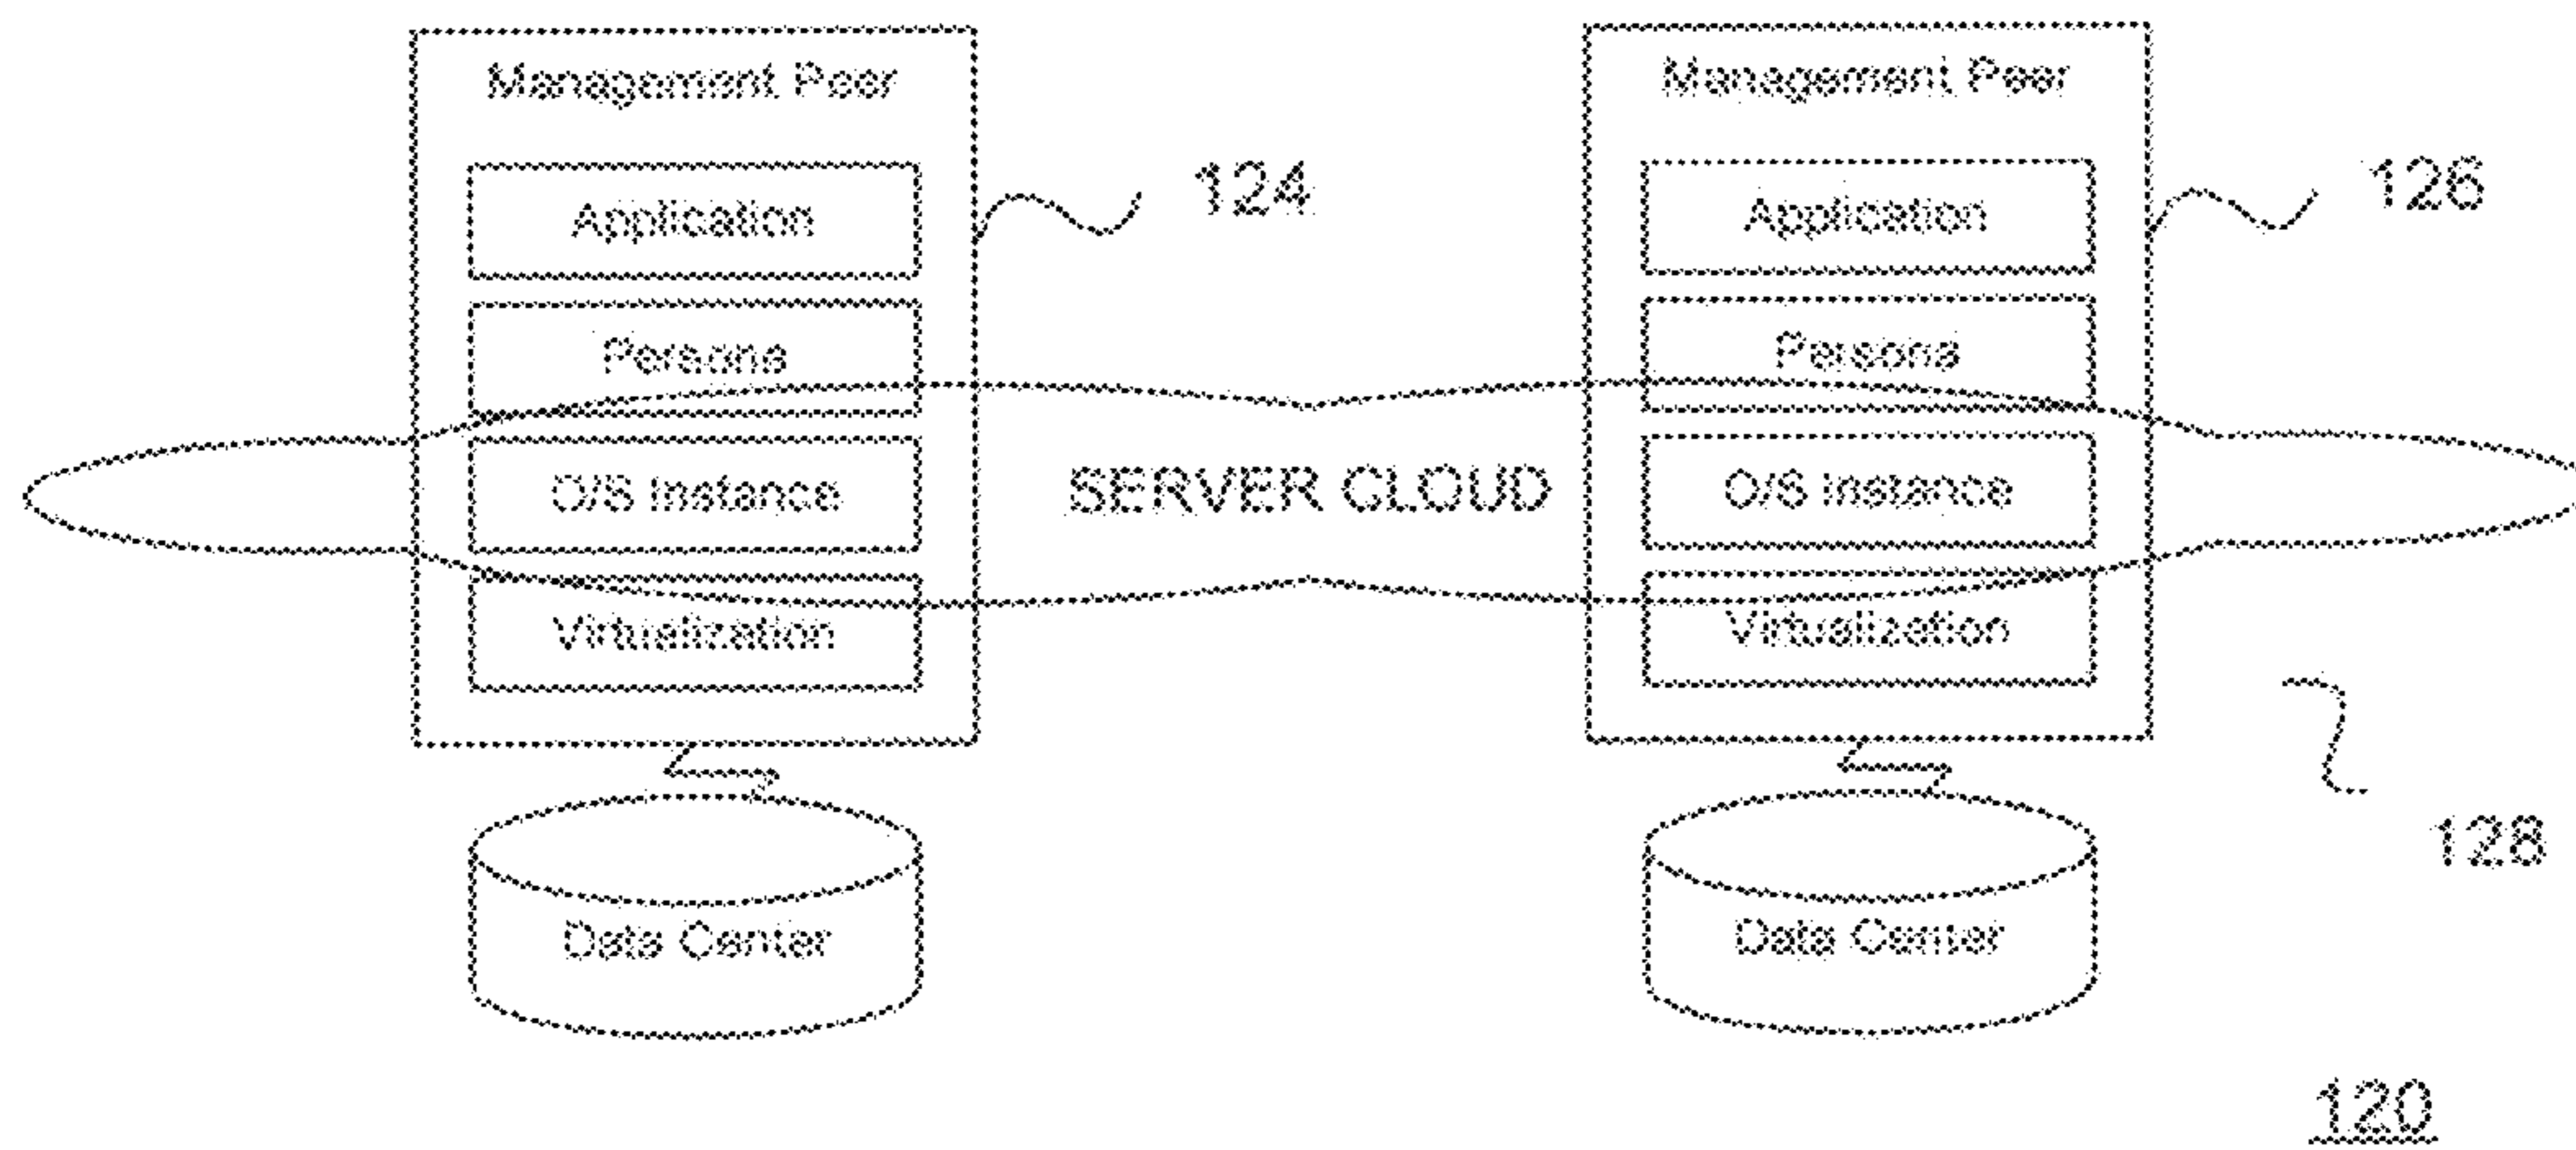 Management Peer
Application
Persona
O/S Instance
Virtualization
Data Center
124
SERVER CLOUD
Management Peer
Application
Persona
O/S Instance
Virtualization
Data Center
126
128
120